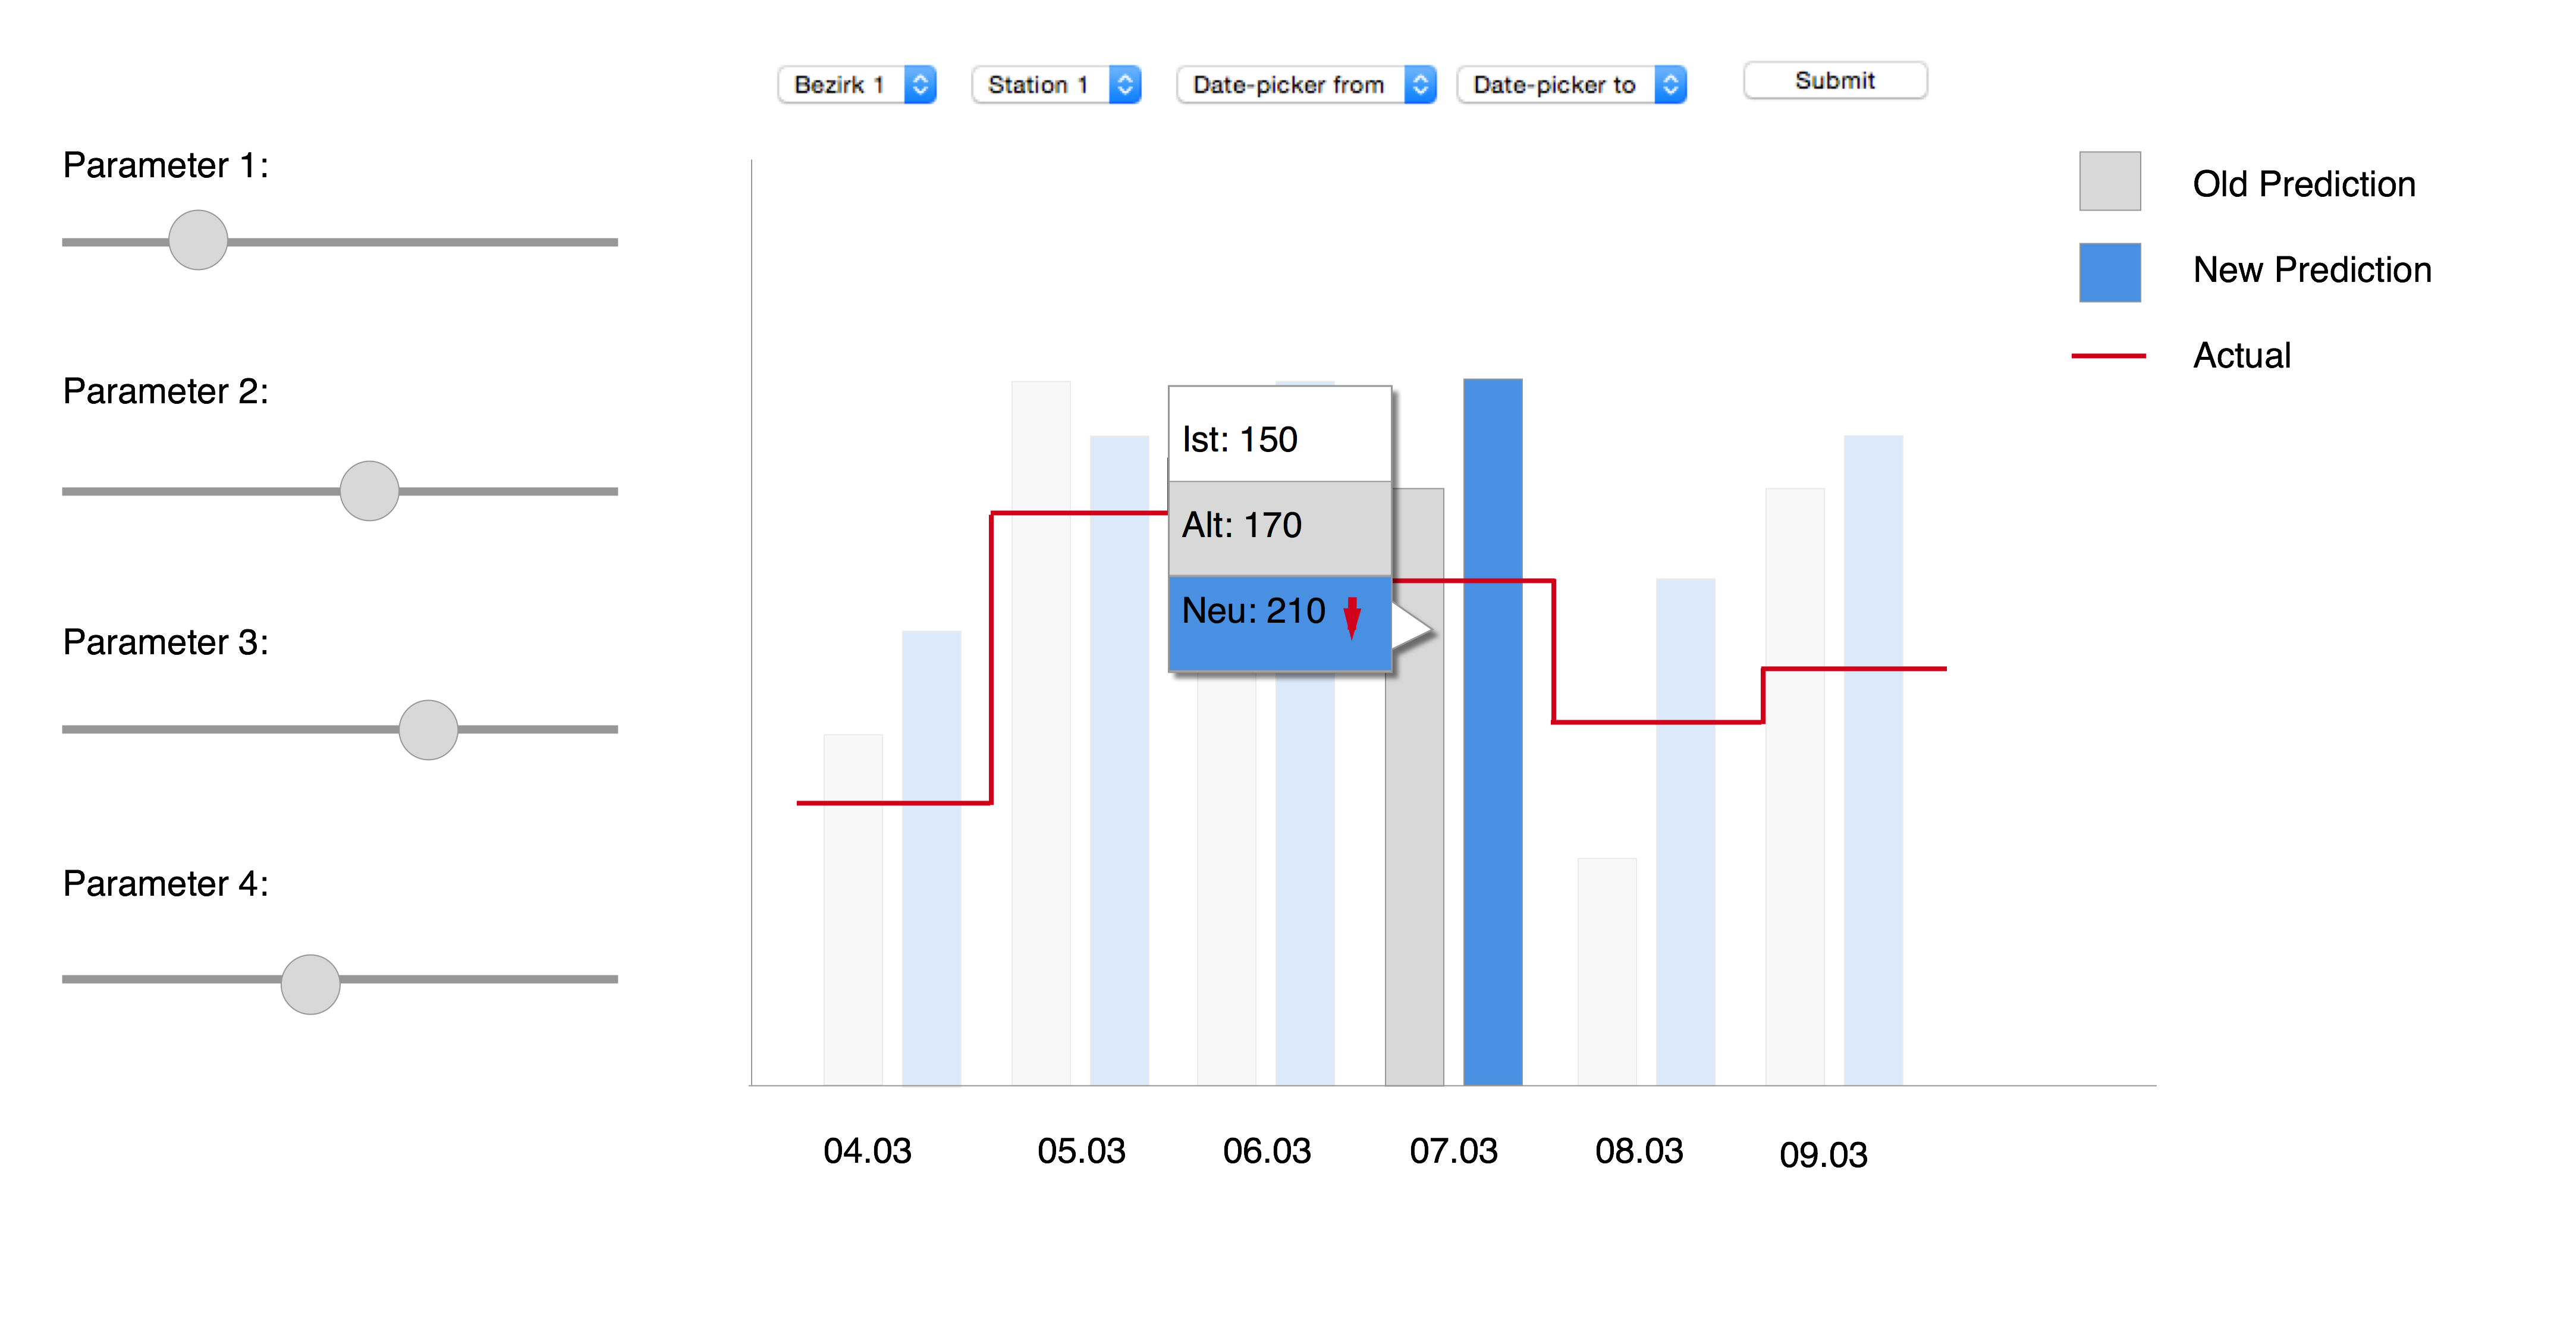 Bezirk 1
Station 1
Date-picker from
Date-picker to
Submit
Parameter 1:
Parameter 2:
Parameter 3:
Parameter 4:
Old Prediction
New Prediction
Actual
Ist: 150
Alt: 170
Neu: 210
04.03
05.03
06.03
07.03
08.03
09.03